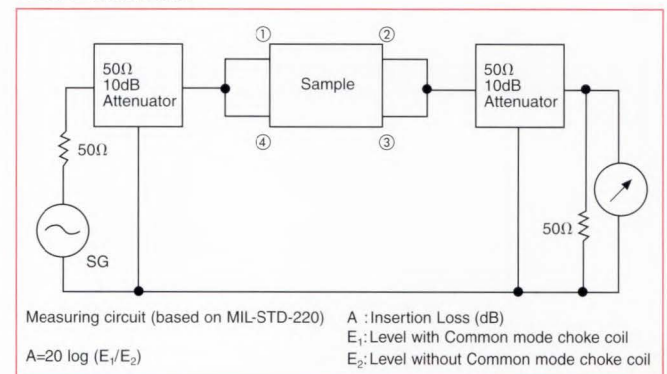 ① ②
50Ω
10dB
Attenuator
Sample
50Ω
10dB
Attenuator
④ ③
50Ω
50Ω
SG
Measuring circuit (based on MIL-STD-220)
A=20 log (E₁/E₂)
A : Insertion Loss (dB)
E₁: Level with Common mode choke coil
E₂: Level without Common mode choke coil